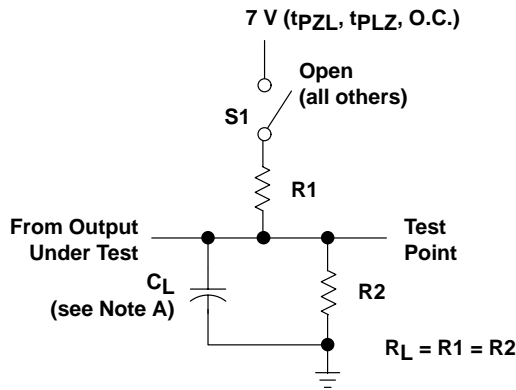 7 V (tPZL, tPLZ, O.C.)
Open
(all others)
S1
R1
From Output
Under Test
Test
Point
CL
(see Note A)
R2
RL = R1 = R2